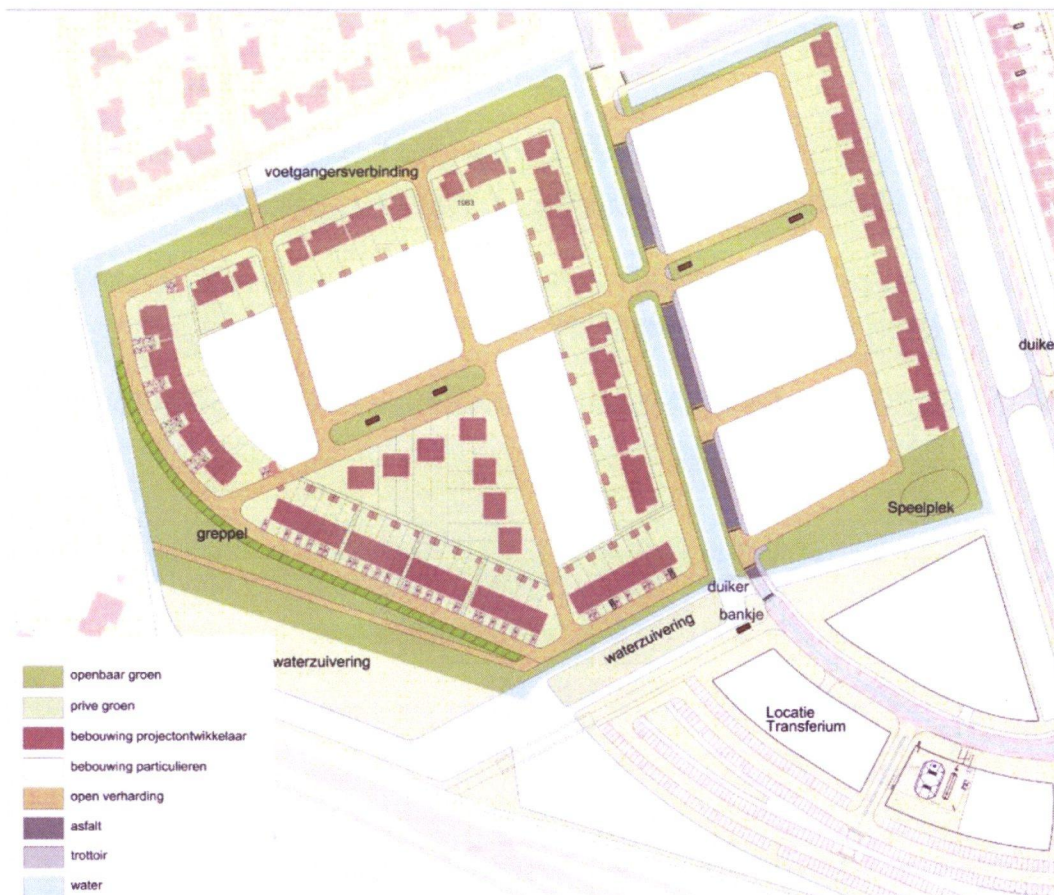 voetgangersverbinding
1983
duike
Speelplek
greppel
duiker
bankje
waterzuivering
waterzuivering
Locatie
Transferium
openbaar groen
prive groen
bebouwing projectontwikkelaar
bebouwing particulieren
open verharding
asfalt
trottoir
water